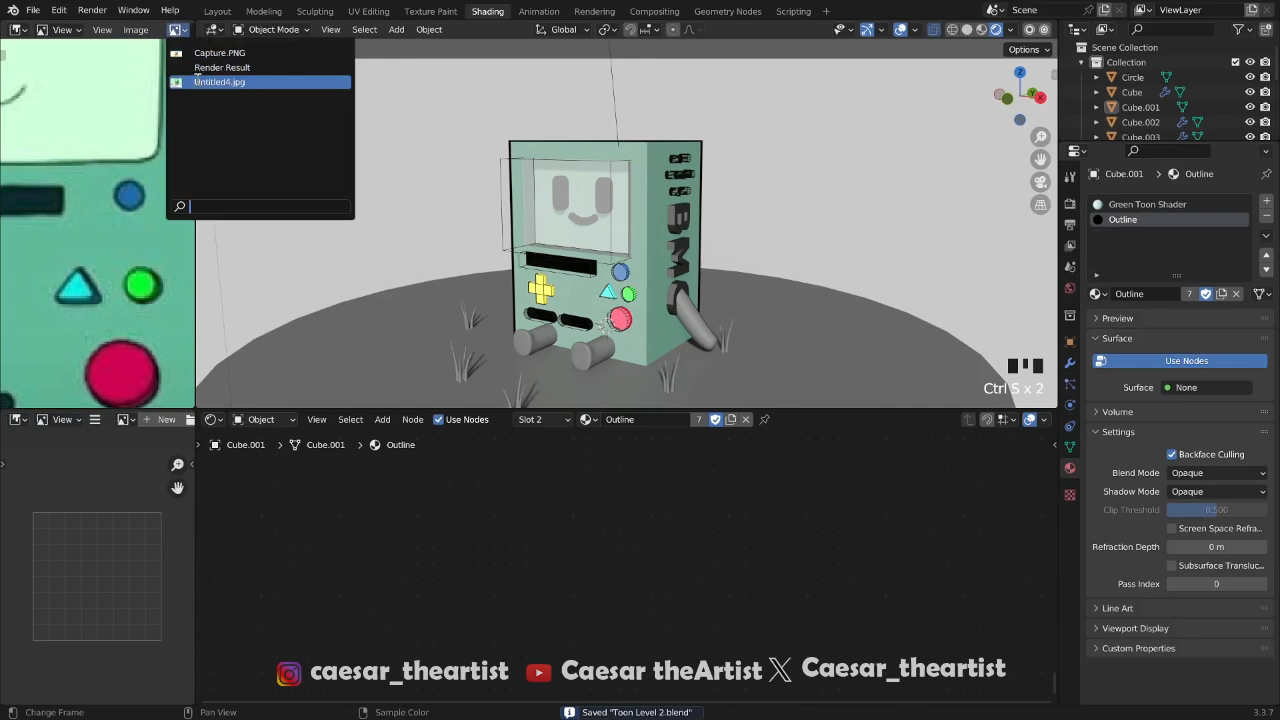 File Edit Render Window Help Layout Modeling Sculpting UV Editing Texture Paint Shading Animation Rendering Compositing Geometry Nodes Scripting Scene ViewLayer
View View Image Object Mode View Select Add Object Global
Options
Capture.PNG
Render Result
Untitled4.jpg
Scene Collection
Collection
Circle
Cube
Cube.001
Cube.002
Cube.003
Cube.001 Outline
Green Toon Shader
Outline
Outline 7
Preview
Surface
Use Nodes
Surface None
Volume
Settings
Backface Culling
Blend Mode Opaque
Shadow Mode Opaque
Clip Threshold 0.500
Screen Space Refra...
Refraction Depth 0 m
Subsurface Transluc...
Pass Index 0
Line Art
Viewport Display
Custom Properties
BMO
Ctrl S x 2
View New Object View Select Add Node Use Nodes Slot 2 Outline 7
Cube.001 Cube.001 Outline
caesar_theartist Caesar theArtist Caesar_theartist
Change Frame Pan View Sample Color Saved "Toon Level 2.blend" 3.3.7